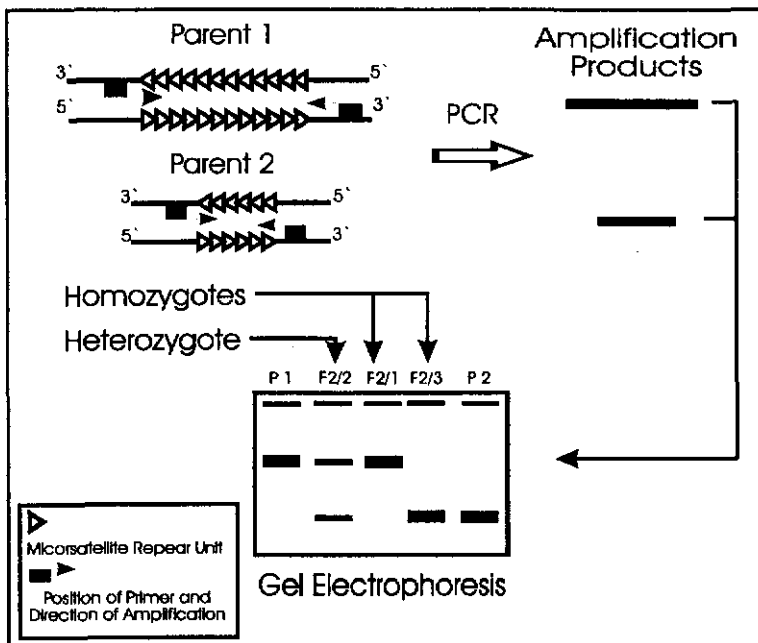 Parent 1
Amplification
Products
3` 5`
5` 3`
PCR
Parent 2
3` 5`
5` 3`
Homozygotes
Heterozygote
P 1 F2/2 F2/1 F2/3 P 2
Micorsatellite Repear Unit
Position of Primer and
Direction of Amplification
Gel Electrophoresis